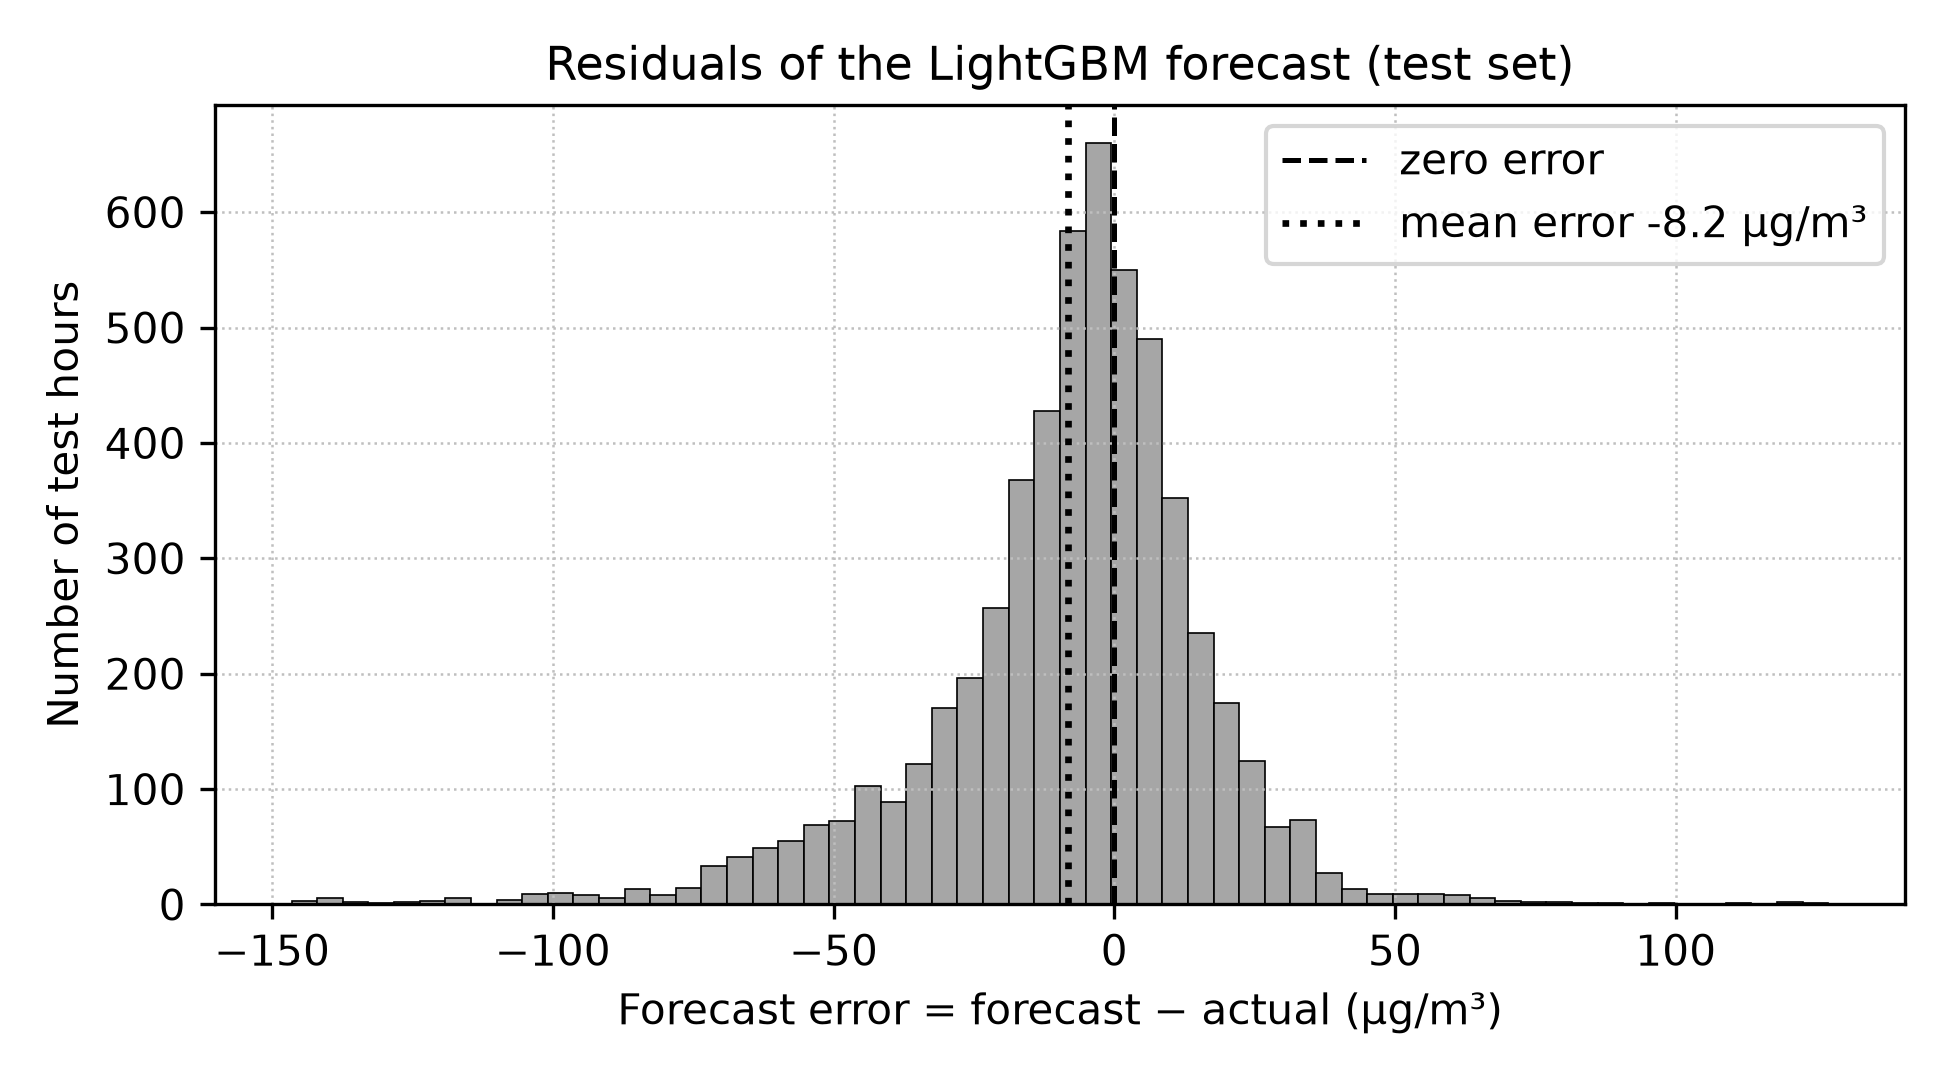 Residuals of the LightGBM forecast (test set)
zero error
mean error -8.2 µg/m³
Number of test hours
600
500
400
300
200
100
0
−150 −100 −50 0 50 100
Forecast error = forecast − actual (µg/m³)